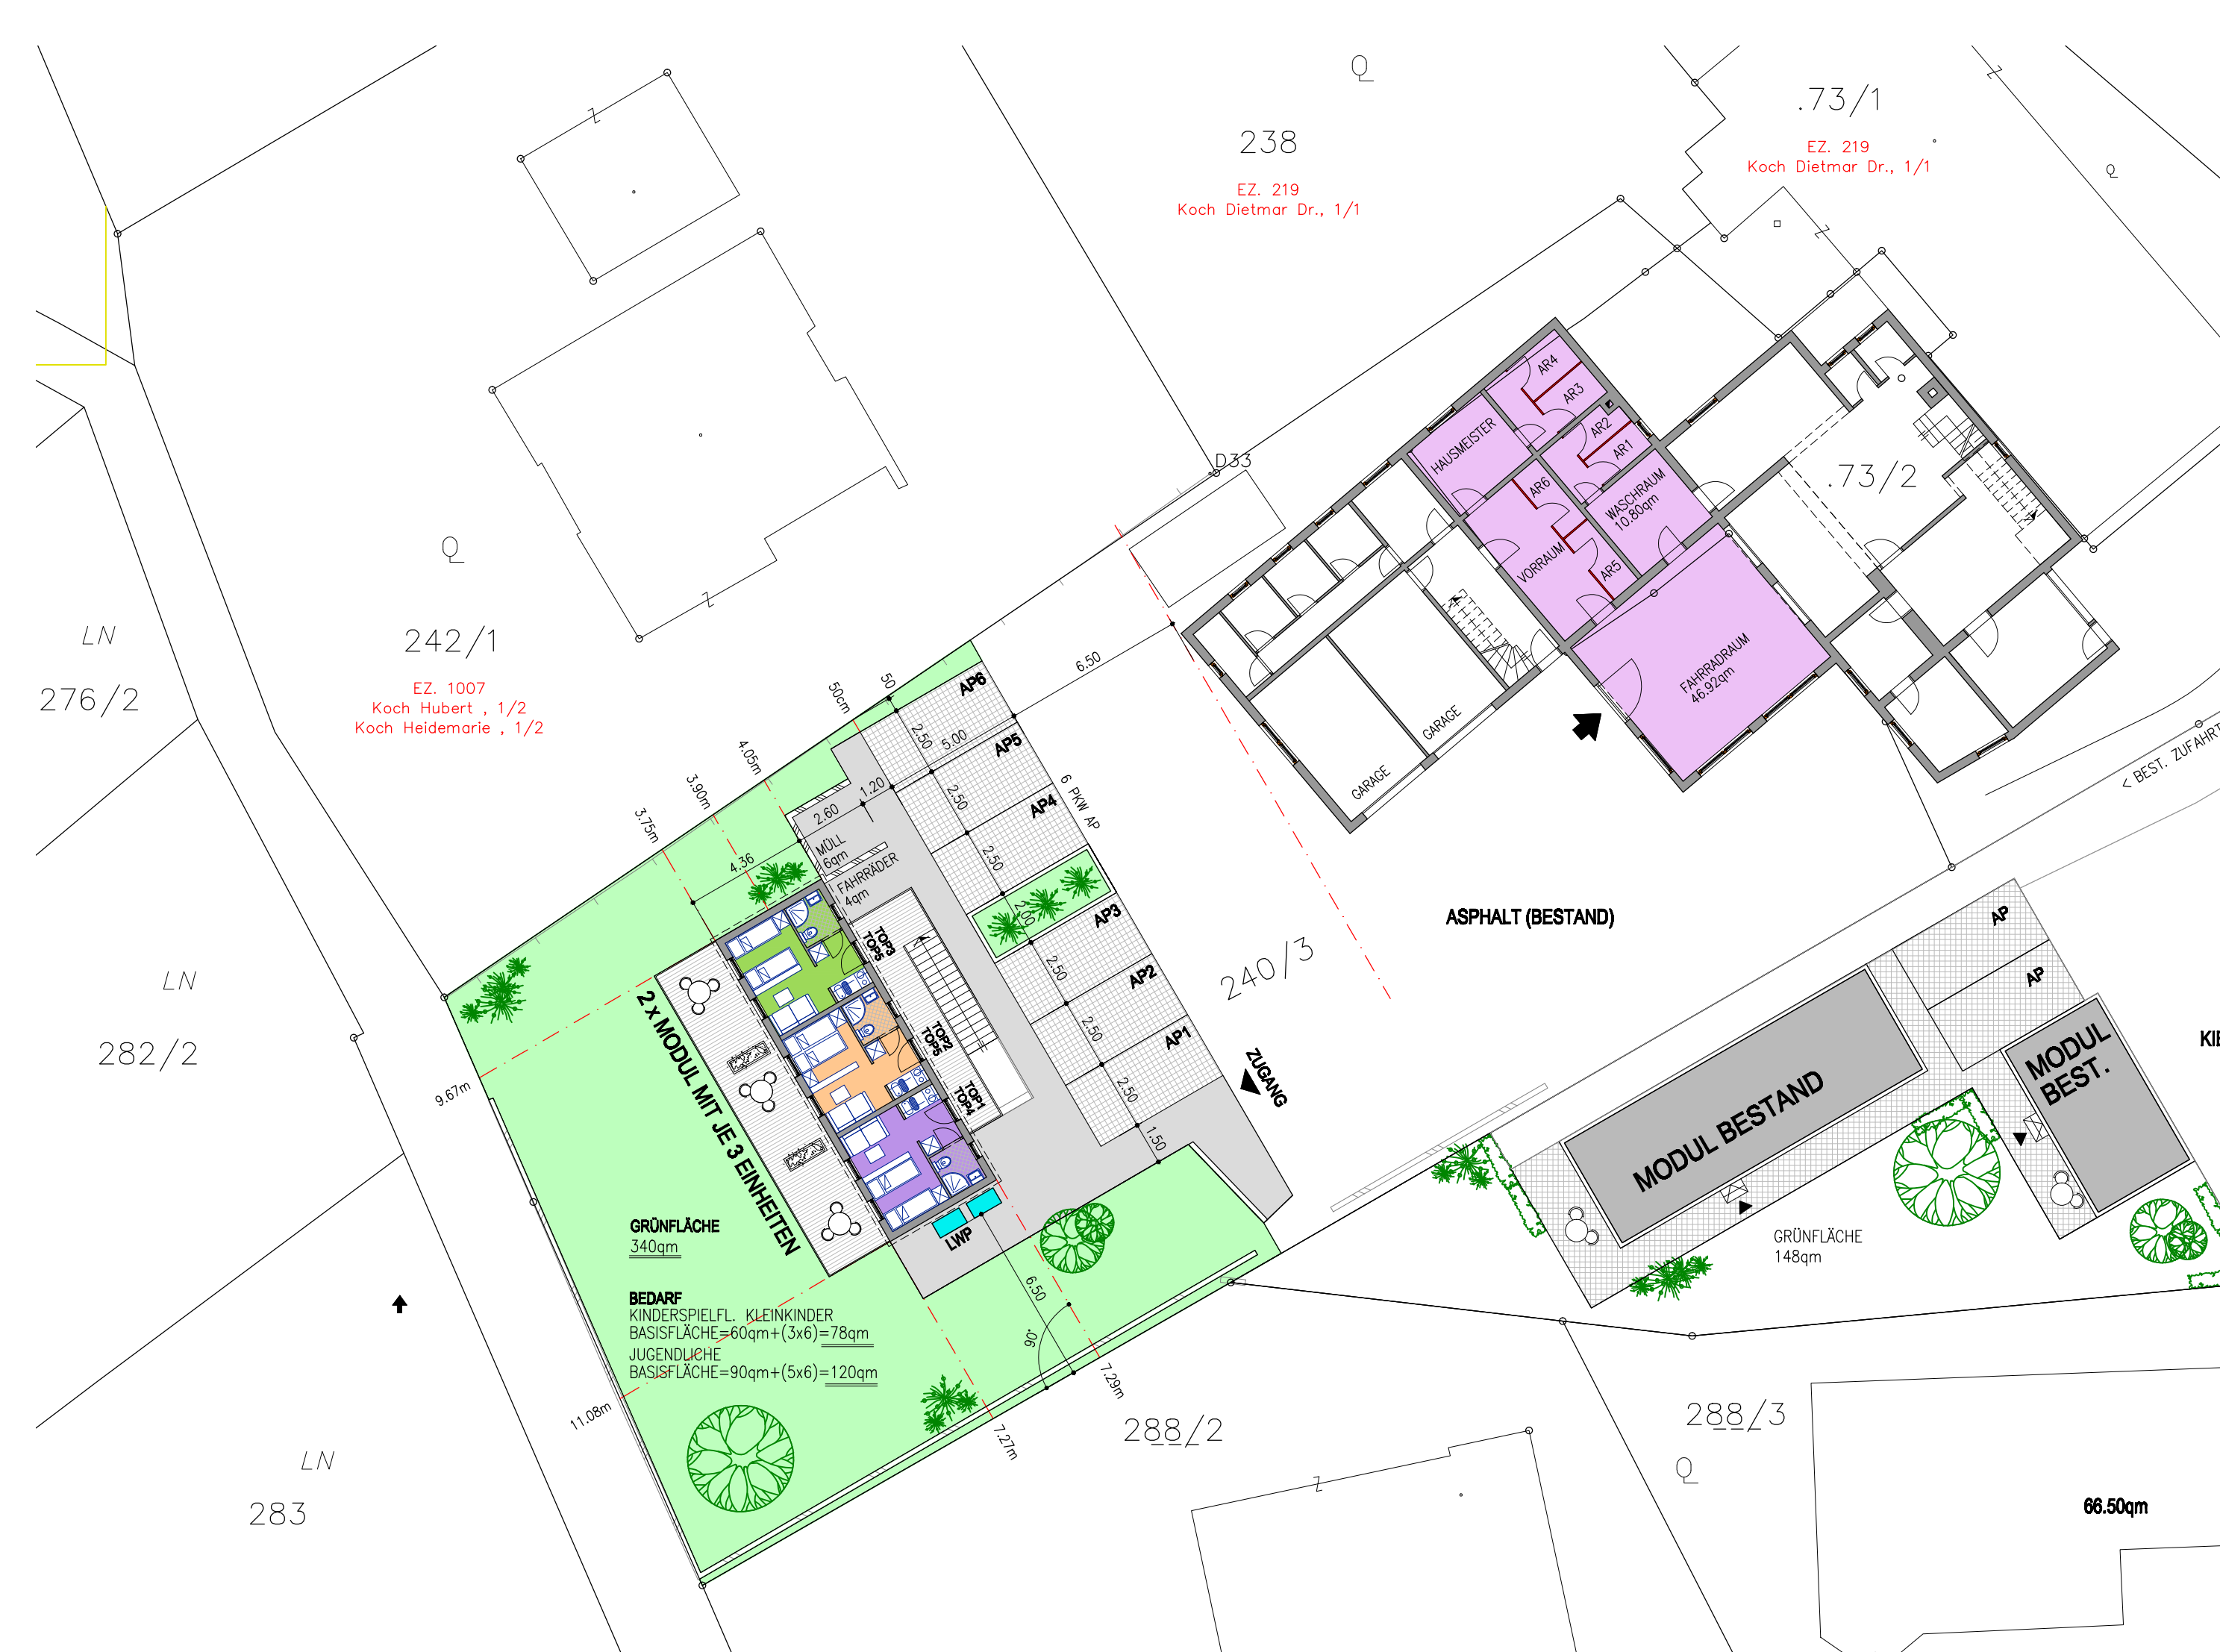 Q
238
EZ. 219
Koch Dietmar Dr., 1/1
.73/1
EZ. 219
Koch Dietmar Dr., 1/1
Q
Z
Z
Z
Z
Q
242/1
EZ. 1007
Koch Hubert , 1/2
Koch Heidemarie , 1/2
LN
276/2
LN
282/2
LN
283
D33
.73/2
AR4
AR3
AR2
AR1
HAUSMEISTER
AR6
WASCHRAUM
10.80qm
VORRAUM
AR5
FAHRRADRAUM
46.92qm
GARAGE
GARAGE
< BEST. ZUFAHRT
6.50
50
50cm
4.05m
3.90m
3.75m
AP6
2.50
5.00
AP5
1.20
2.60
2.50
AP4
6 PKW AP
4.36
MÜLL
6qm
FAHRRÄDER
4qm
2.50
2.00
AP3
2.50
AP2
2.50
AP1
2.50
1.50
TOP3
TOP5
TOP2
TOP5
TOP1
TOP4
2 x MODUL MIT JE 3 EINHEITEN
9.67m
11.08m
ZUGANG
240/3
ASPHALT (BESTAND)
AP
AP
MODUL BESTAND
MODUL
BEST.
KIE
GRÜNFLÄCHE
148qm
LWP
6.50
90°
7.29m
7.27m
GRÜNFLÄCHE
340qm
BEDARF
KINDERSPIELFL. KLEINKINDER
BASISFLÄCHE=60qm+(3x6)=78qm
JUGENDLICHE
BASISFLÄCHE=90qm+(5x6)=120qm
288/2
288/3
Q
Z
66.50qm